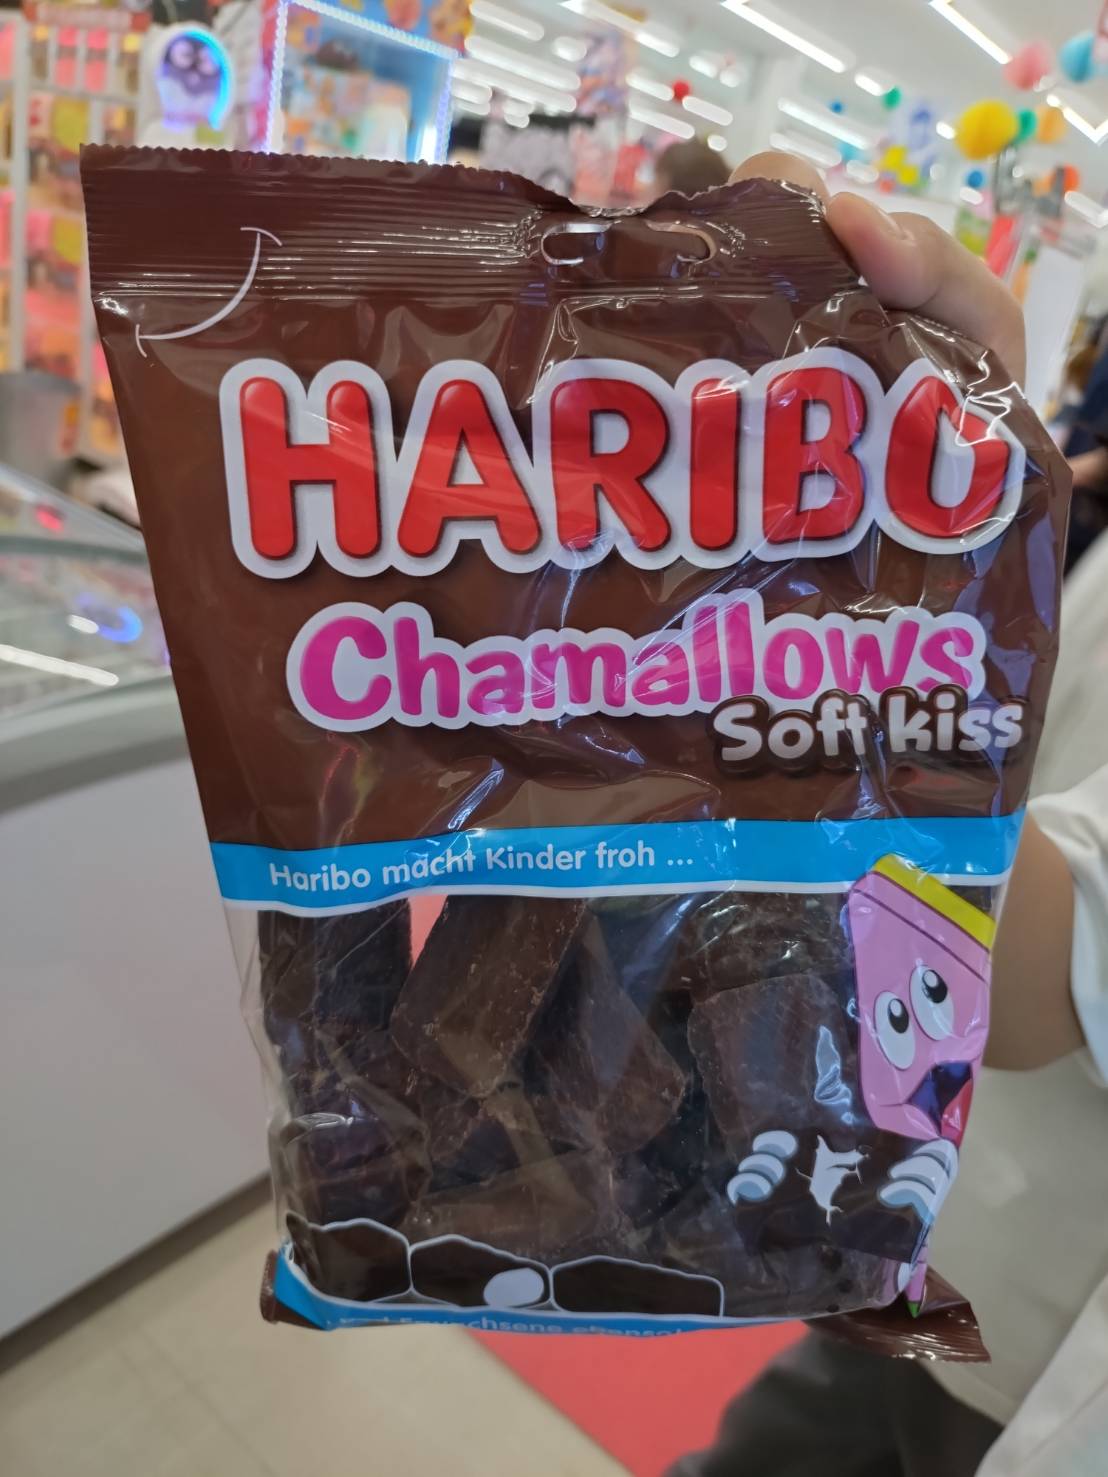 HARIBO
Chamallows
Soft kiss
Haribo macht Kinder froh ...